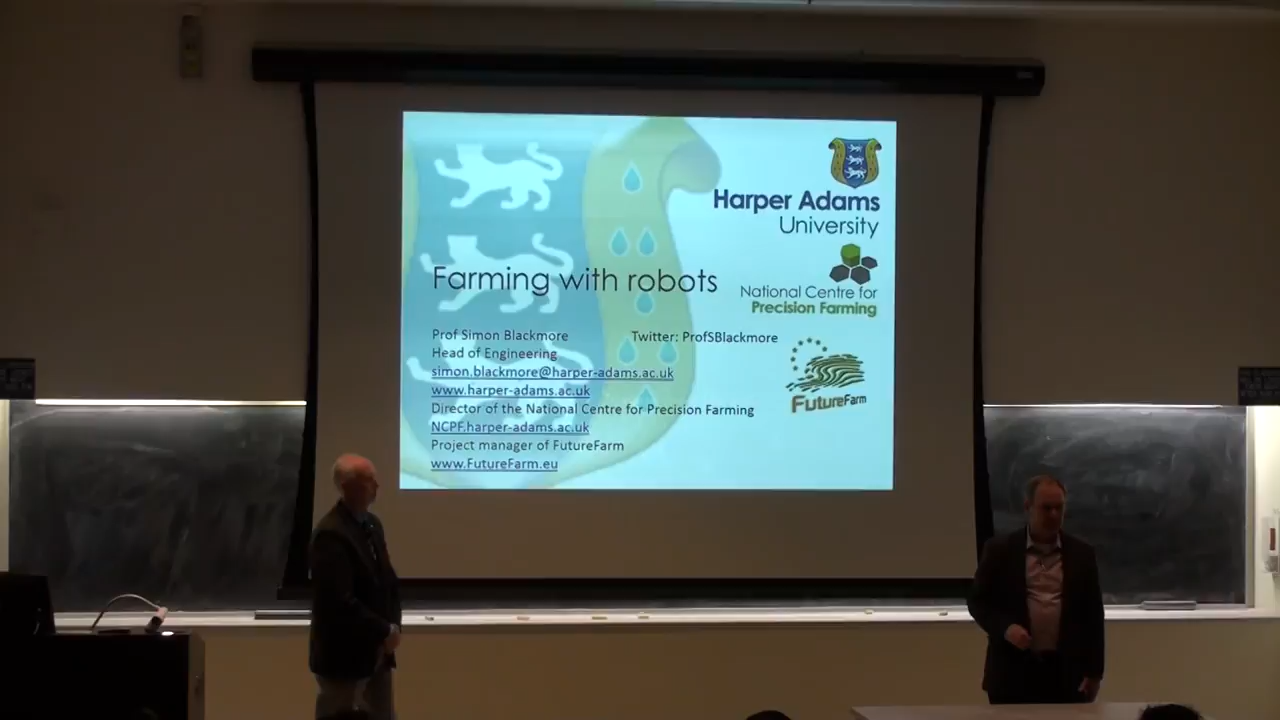 Harper Adams
University
National Centre for
Precision Farming
FutureFarm
Farming with robots
Prof Simon Blackmore Twitter: ProfSBlackmore
Head of Engineering
simon.blackmore@harper-adams.ac.uk
www.harper-adams.ac.uk
Director of the National Centre for Precision Farming
NCPF.harper-adams.ac.uk
Project manager of FutureFarm
www.FutureFarm.eu